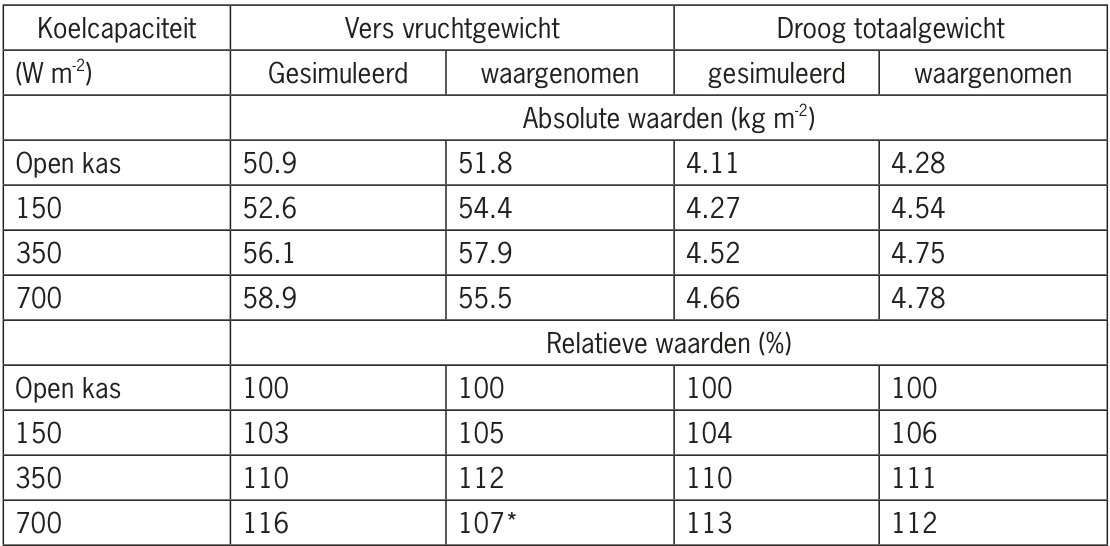 Koelcapaciteit Vers vruchtgewicht Droog totaalgewicht
(W m-2) Gesimuleerd waargenomen gesimuleerd waargenomen
Absolute waarden (kg m-2)
Open kas 50.9 51.8 4.11 4.28
150 52.6 54.4 4.27 4.54
350 56.1 57.9 4.52 4.75
700 58.9 55.5 4.66 4.78
Relatieve waarden (%)
Open kas 100 100 100 100
150 103 105 104 106
350 110 112 110 111
700 116 107* 113 112